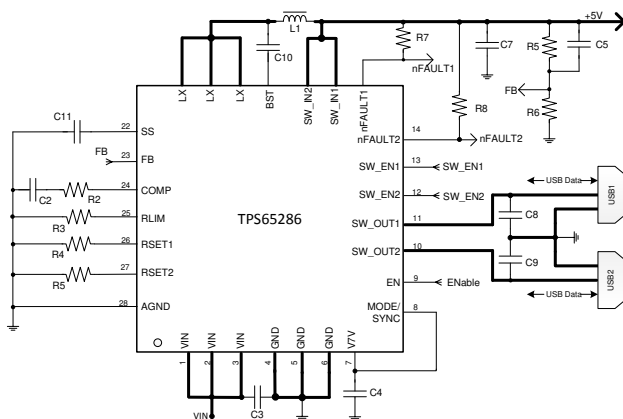 +5V
L1
R7
C10
C7
R5
C5
nFAULT1
LX
LX
LX
BST
SW_IN2
SW_IN1
nFAULT1
FB
R8
R6
C11
22
SS
nFAULT2
14
nFAULT2
FB
23
FB
SW_EN1
13
SW_EN1
C2
R2
24
COMP
SW_EN2
12
SW_EN2
USB Data
USB1
R3
25
RLIM
TPS65286
SW_OUT1
11
C8
R4
26
RSET1
SW_OUT2
10
C9
R5
27
RSET2
EN
9
ENable
USB2
USB Data
28
AGND
MODE/
SYNC
8
VIN
VIN
VIN
GND
GND
GND
V7V
1
2
3
4
5
6
7
C3
C4
VIN